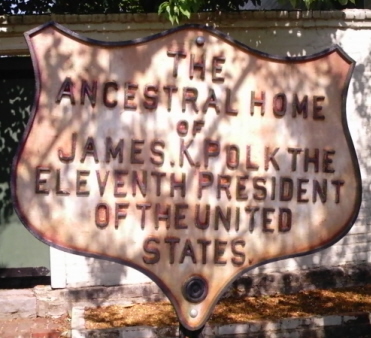 THE
ANCESTRAL HOME
OF
JAMES.K.POLK THE
ELEVENTH PRESIDENT
OF THE UNITED
STATES.